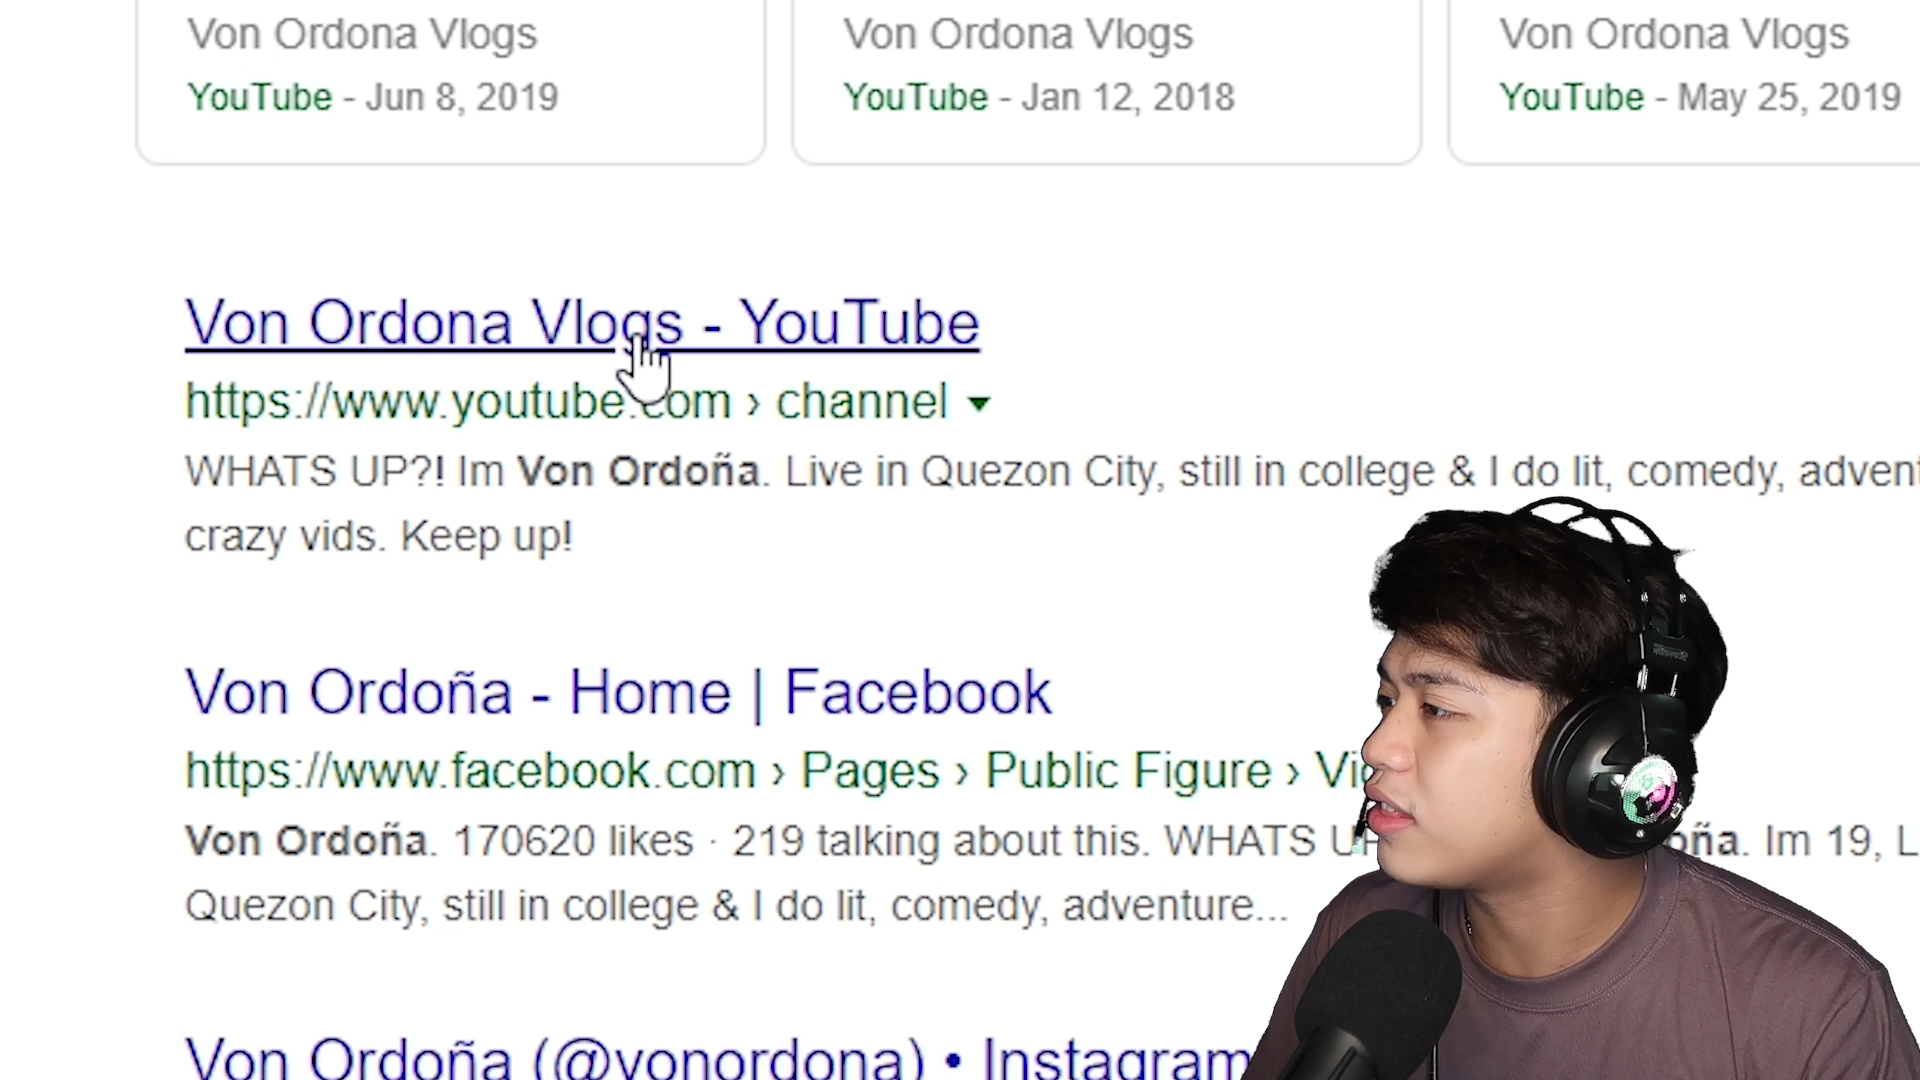 Von Ordona Vlogs
YouTube - Jun 8, 2019
Von Ordona Vlogs
YouTube - Jan 12, 2018
Von Ordona Vlogs
YouTube - May 25, 2019
Von Ordona Vlogs - YouTube
https://www.youtube.com › channel
WHATS UP?! Im Von Ordoña. Live in Quezon City, still in college & I do lit, comedy, advent
crazy vids. Keep up!
Von Ordoña - Home | Facebook
https://www.facebook.com › Pages › Public Figure ›
Von Ordoña. 170620 likes · 219 talking about this. WHATS oña. Im 19, L
Quezon City, still in college & I do lit, comedy, adventure...
Von Ordoña (@vonordona) • Instagram